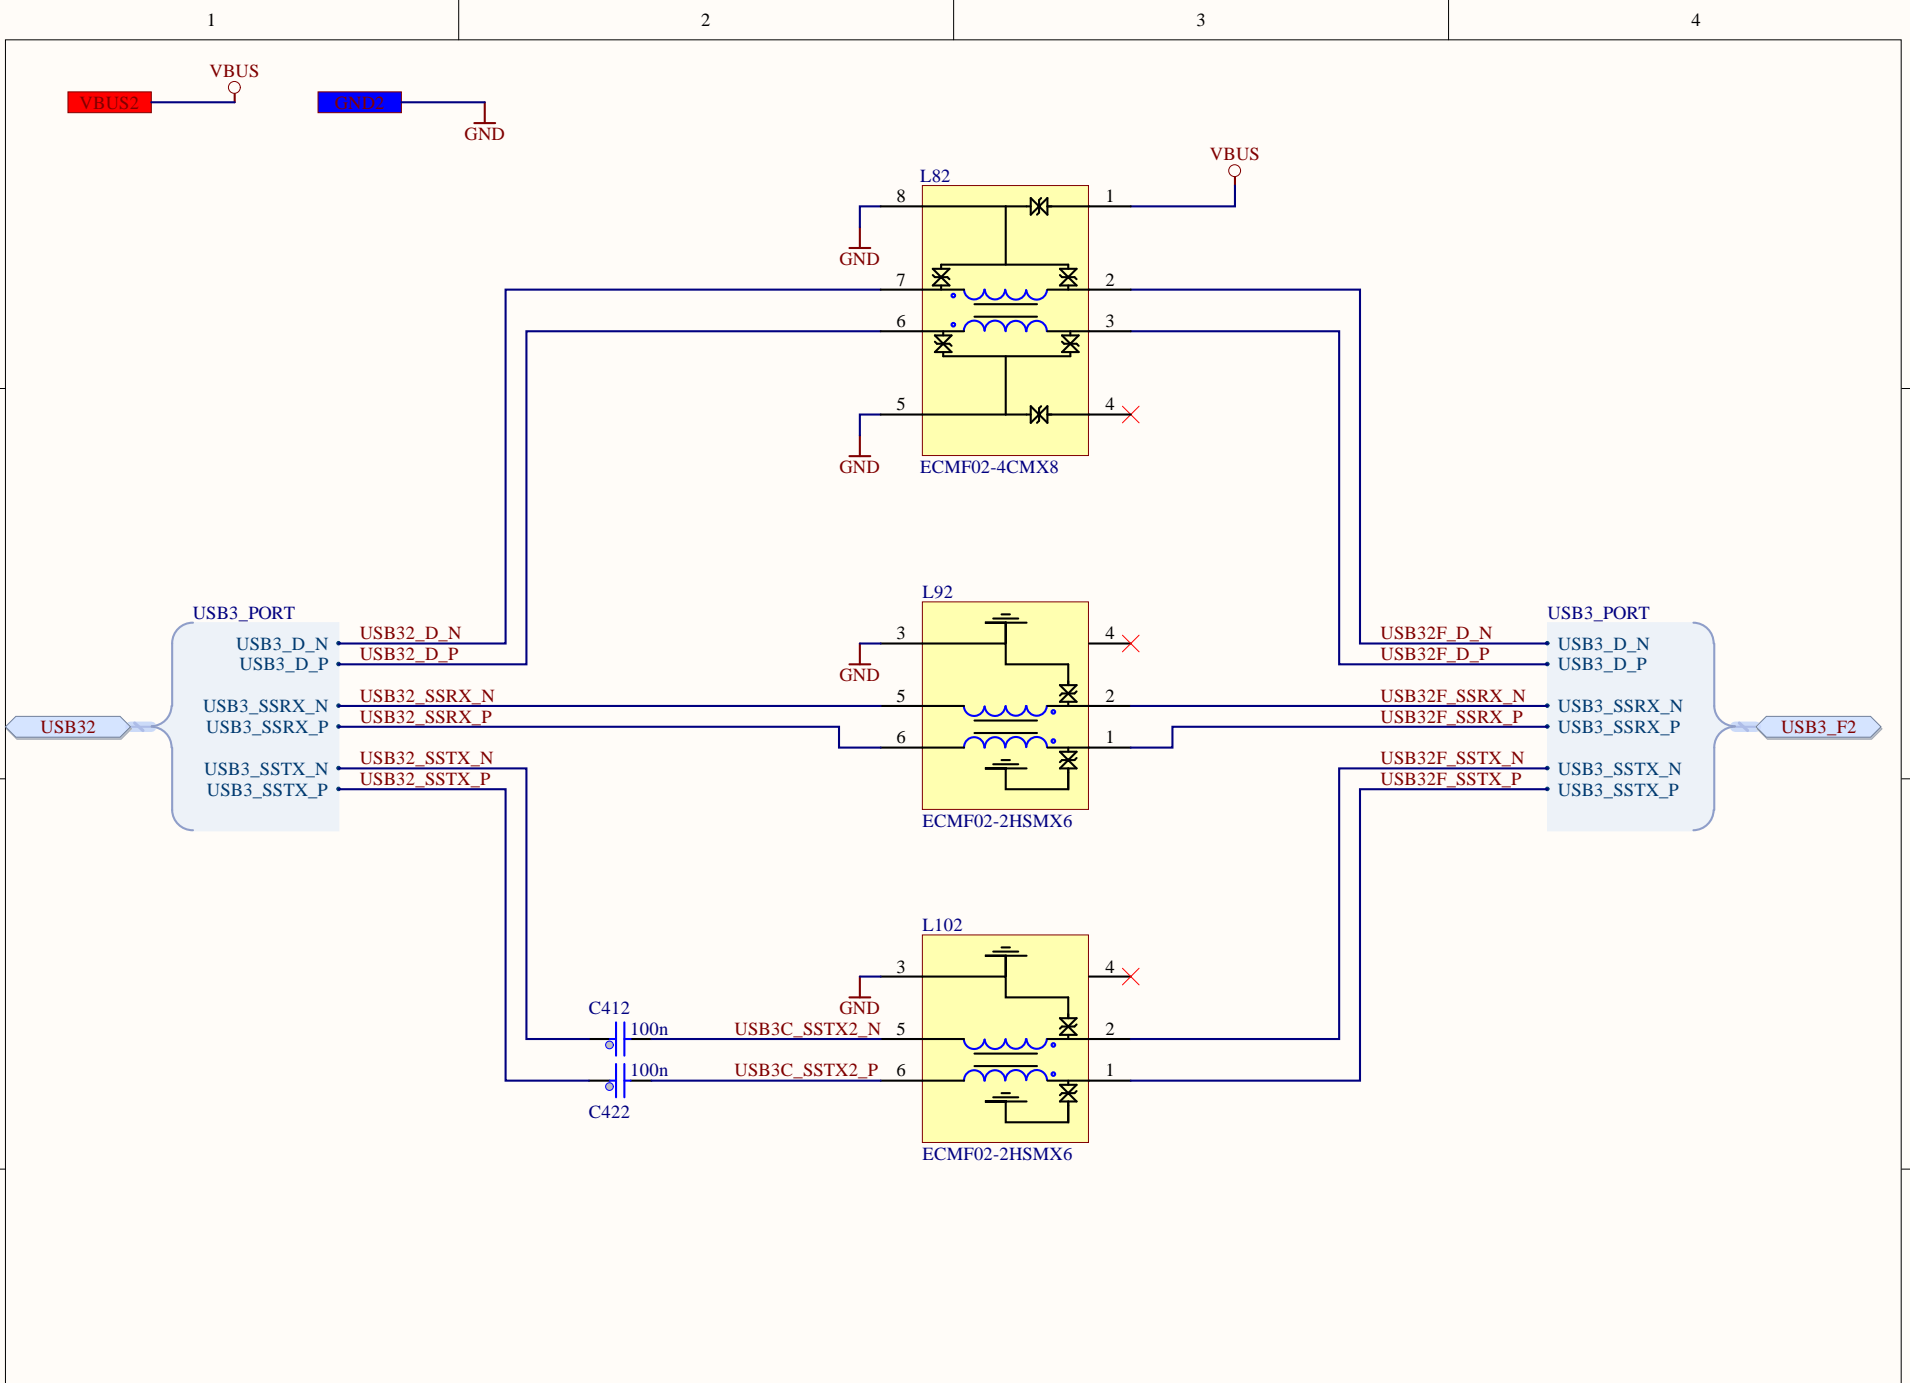 1 2 3 4
VBUS
VBUS2
GND2
GND
VBUS
L82
8 1
GND
7 2
6 3
5 4
GND
ECMF02-4CMX8
L92
USB3_PORT USB3_PORT
3 4
USB32_D_N USB32F_D_N
USB3_D_N USB3_D_N
USB32_D_P USB32F_D_P
USB3_D_P USB3_D_P
GND
USB32_SSRX_N 5 2 USB32F_SSRX_N
USB3_SSRX_N USB3_SSRX_N
USB32_SSRX_P USB32F_SSRX_P
USB32 USB3_SSRX_P USB3_SSRX_P USB3_F2
6 1
USB32_SSTX_N USB32F_SSTX_N
USB3_SSTX_N USB3_SSTX_N
USB32_SSTX_P USB32F_SSTX_P
USB3_SSTX_P USB3_SSTX_P
ECMF02-2HSMX6
L102
3 4
C412 GND
100n USB3C_SSTX2_N 5 2
100n USB3C_SSTX2_P 6 1
C422
ECMF02-2HSMX6